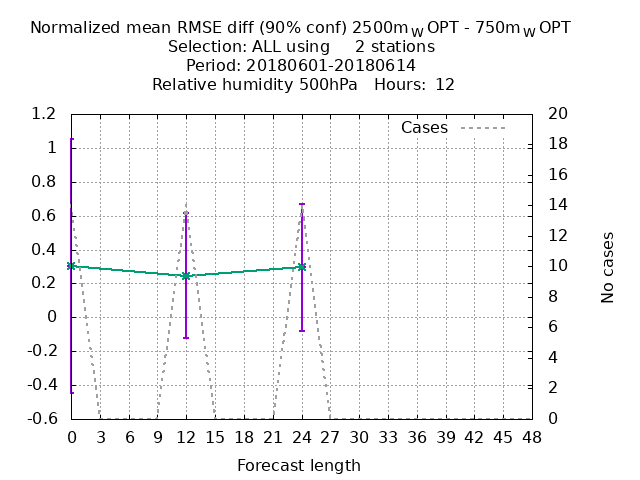 Normalized mean RMSE diff (90% conf) 2500m_W OPT - 750m_W OPT
Selection: ALL using 2 stations
Period: 20180601-20180614
Relative humidity 500hPa Hours: 12
1.2
1
0.8
0.6
0.4
0.2
0
-0.2
-0.4
-0.6
Cases
20
18
16
14
12
10
8
6
4
2
0
No cases
0 3 6 9 12 15 18 21 24 27 30 33 36 39 42 45 48
Forecast length